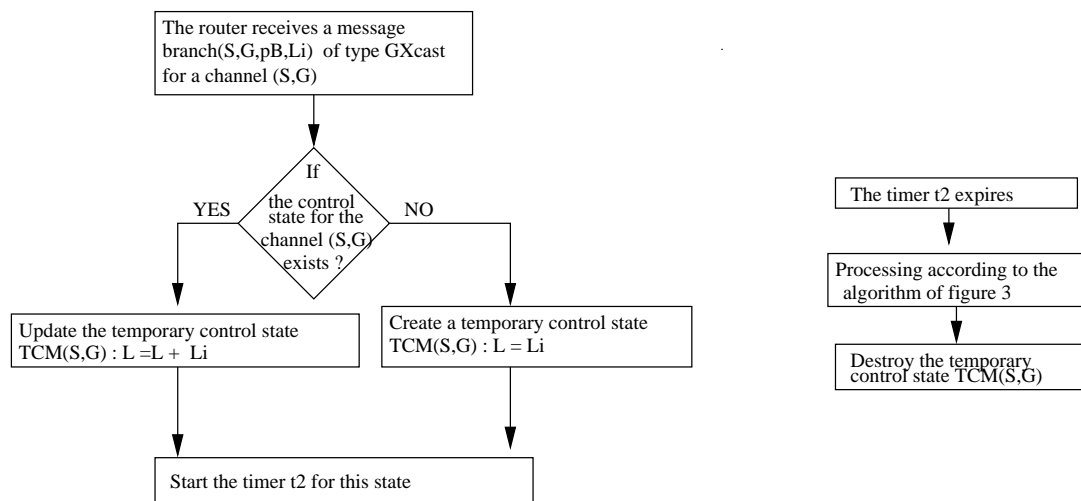 The router receives a message
branch(S,G,pB,Li) of type GXcast
for a channel (S,G)
If
the control
state for the
channel (S,G)
exists ?
YES
NO
Update the temporary control state
TCM(S,G) : L =L + Li
Create a temporary control state
TCM(S,G) : L = Li
Start the timer t2 for this state
The timer t2 expires
Processing according to the
algorithm of figure 3
Destroy the temporary
control state TCM(S,G)